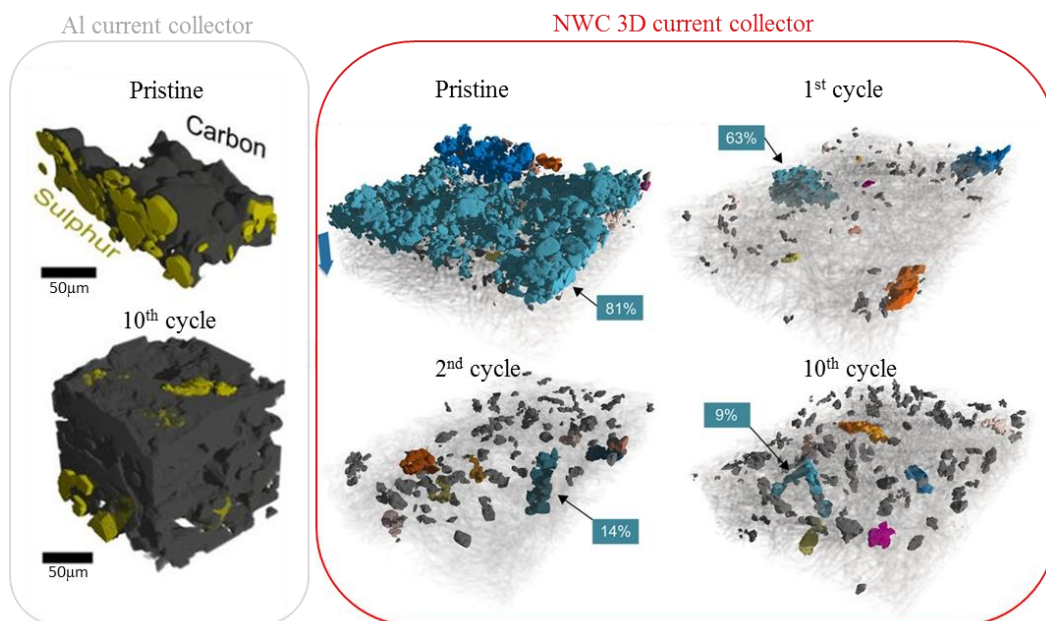 Al current collector
Pristine
Carbon
Sulphur
50μm
10th cycle
50μm
NWC 3D current collector
Pristine
81%
1st cycle
63%
2nd cycle
14%
10th cycle
9%